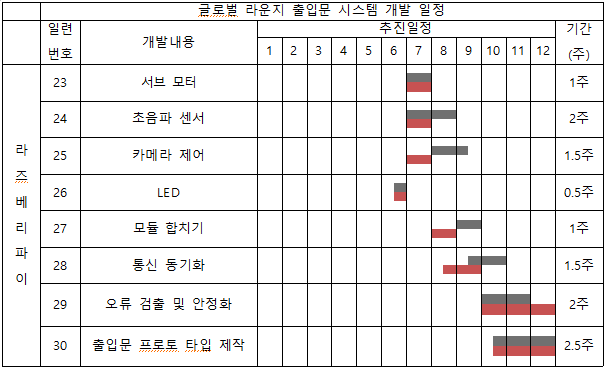 글로벌 라운지 출입문 시스템 개발 일정
일련 번호 개발내용 추진일정 기간 (주)
1 2 3 4 5 6 7 8 9 10 11 12
라즈베리파이
23 서브 모터 1주
24 초음파 센서 2주
25 카메라 제어 1.5주
26 LED 0.5주
27 모듈 합치기 1주
28 통신 동기화 1.5주
29 오류 검출 및 안정화 2주
30 출입문 프로토 타입 제작 2.5주